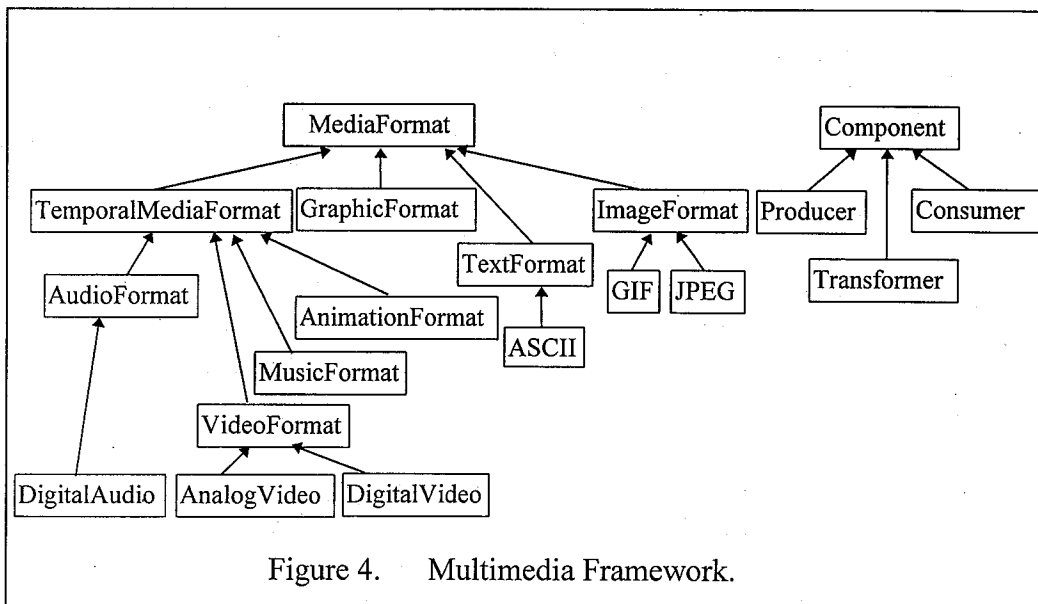 MediaFormat
Component
TemporalMediaFormat
GraphicFormat
ImageFormat
Producer
Consumer
TextFormat
Transformer
AudioFormat
GIF
JPEG
AnimationFormat
ASCII
MusicFormat
VideoFormat
DigitalAudio
AnalogVideo
DigitalVideo
Figure 4. Multimedia Framework.